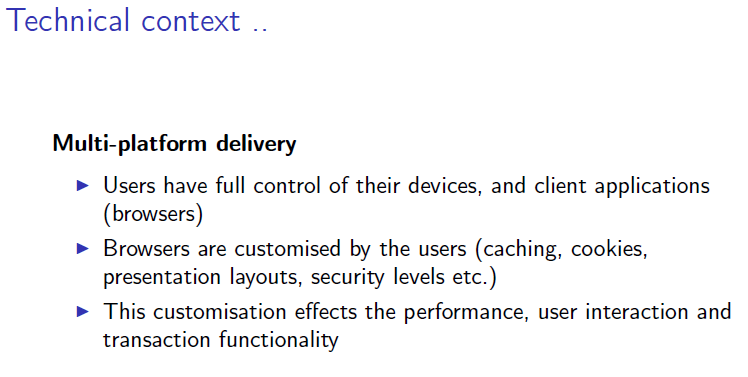 Technical context ..
Multi-platform delivery
▶ Users have full control of their devices, and client applications
(browsers)
▶ Browsers are customised by the users (caching, cookies,
presentation layouts, security levels etc.)
▶ This customisation effects the performance, user interaction and
transaction functionality